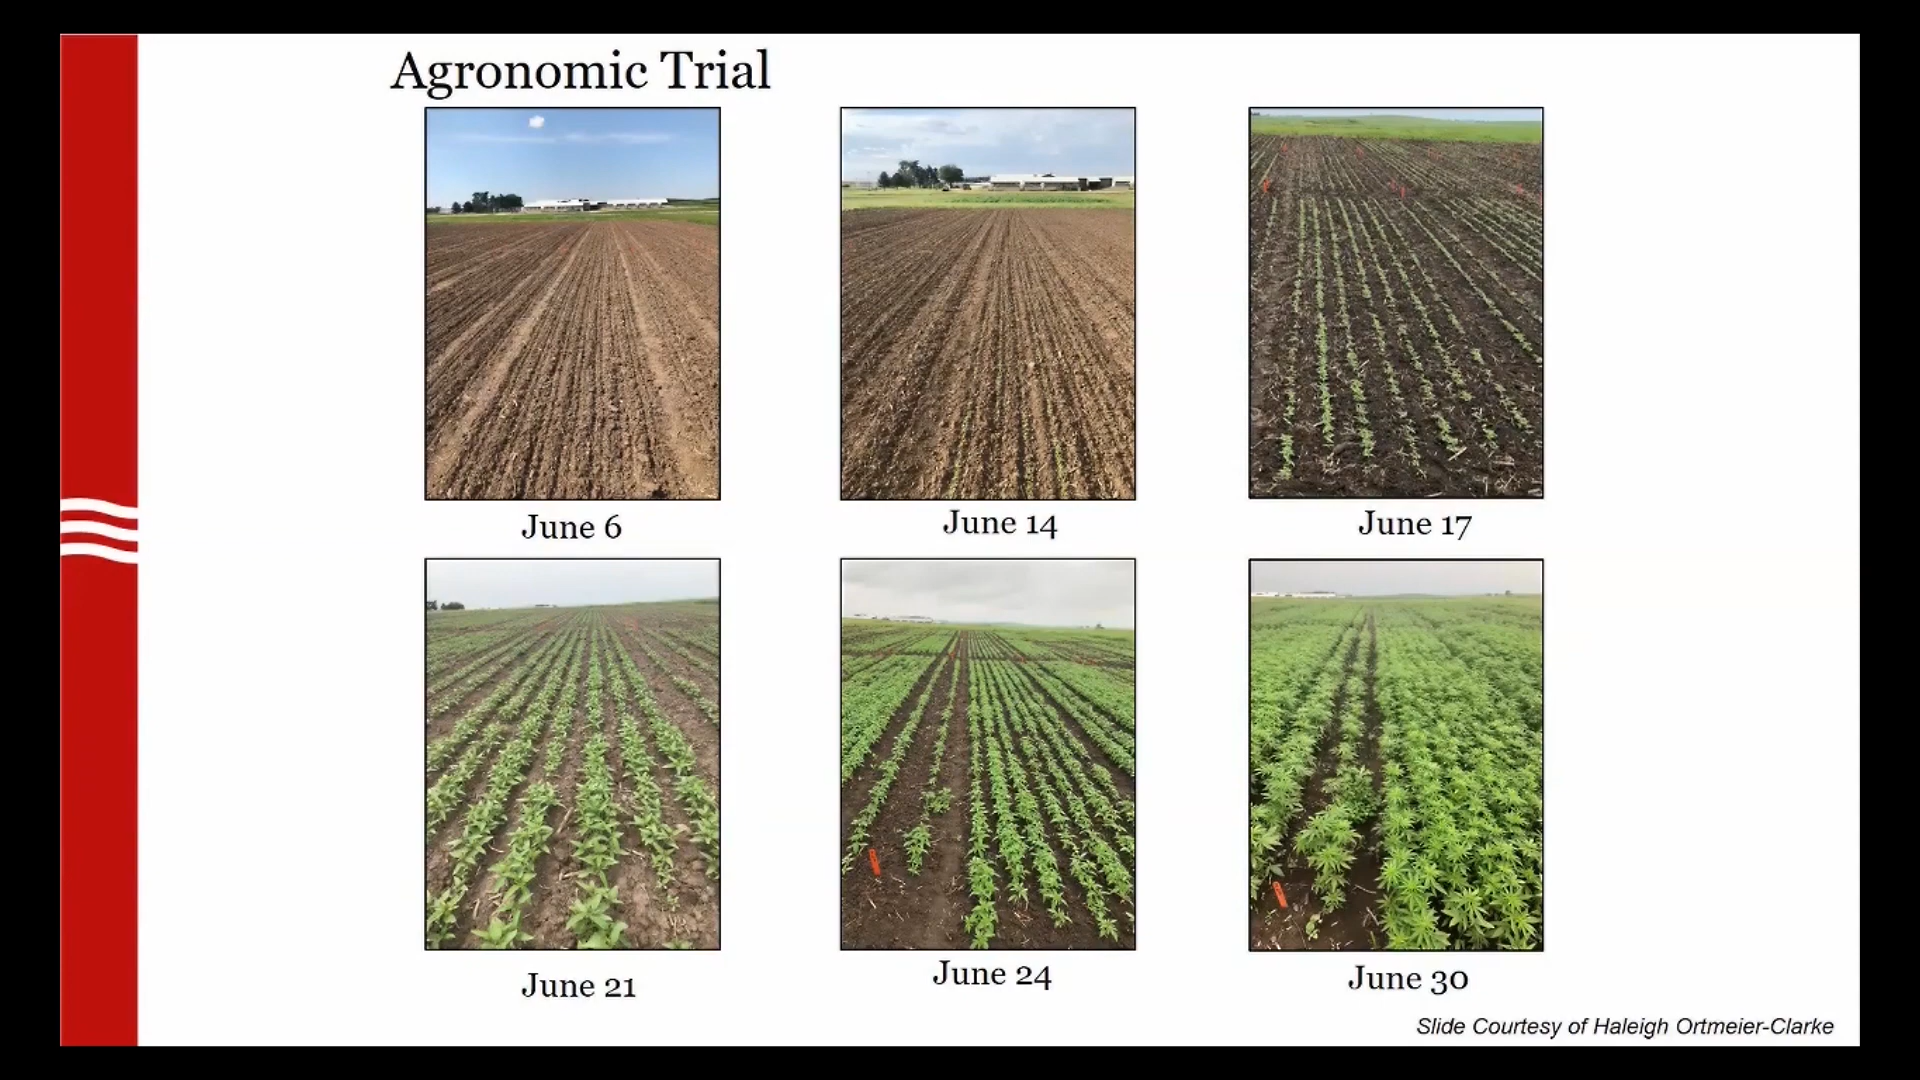 Agronomic Trial
June 6
June 14
June 17
June 21
June 24
June 30
Slide Courtesy of Haleigh Ortmeier-Clarke